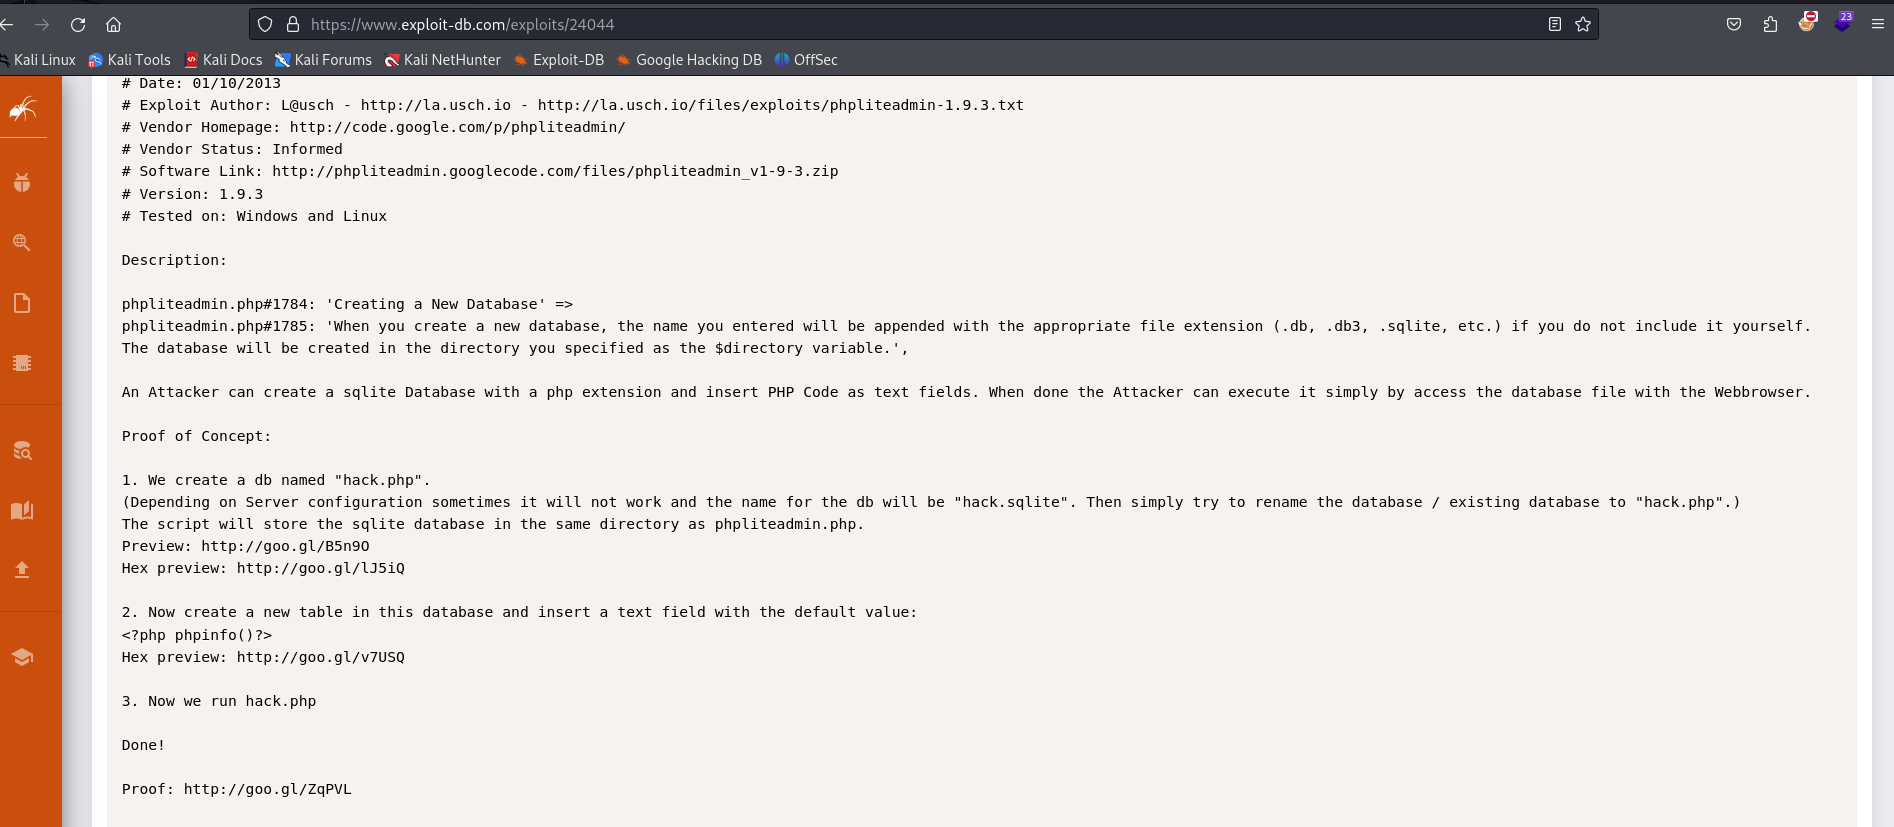 https://www.exploit-db.com/exploits/24044
23
Kali Linux Kali Tools Kali Docs Kali Forums Kali NetHunter Exploit-DB Google Hacking DB OffSec
# Date: 01/10/2013
# Exploit Author: L@usch - http://la.usch.io - http://la.usch.io/files/exploits/phpliteadmin-1.9.3.txt
# Vendor Homepage: http://code.google.com/p/phpliteadmin/
# Vendor Status: Informed
# Software Link: http://phpliteadmin.googlecode.com/files/phpliteadmin_v1-9-3.zip
# Version: 1.9.3
# Tested on: Windows and Linux
Description:
phpliteadmin.php#1784: 'Creating a New Database' =>
phpliteadmin.php#1785: 'When you create a new database, the name you entered will be appended with the appropriate file extension (.db, .db3, .sqlite, etc.) if you do not include it yourself.
The database will be created in the directory you specified as the $directory variable.',
An Attacker can create a sqlite Database with a php extension and insert PHP Code as text fields. When done the Attacker can execute it simply by access the database file with the Webbrowser.
Proof of Concept:
1. We create a db named "hack.php".
(Depending on Server configuration sometimes it will not work and the name for the db will be "hack.sqlite". Then simply try to rename the database / existing database to "hack.php".)
The script will store the sqlite database in the same directory as phpliteadmin.php.
Preview: http://goo.gl/B5n9O
Hex preview: http://goo.gl/lJ5iQ
2. Now create a new table in this database and insert a text field with the default value:
<?php phpinfo()?>
Hex preview: http://goo.gl/v7USQ
3. Now we run hack.php
Done!
Proof: http://goo.gl/ZqPVL